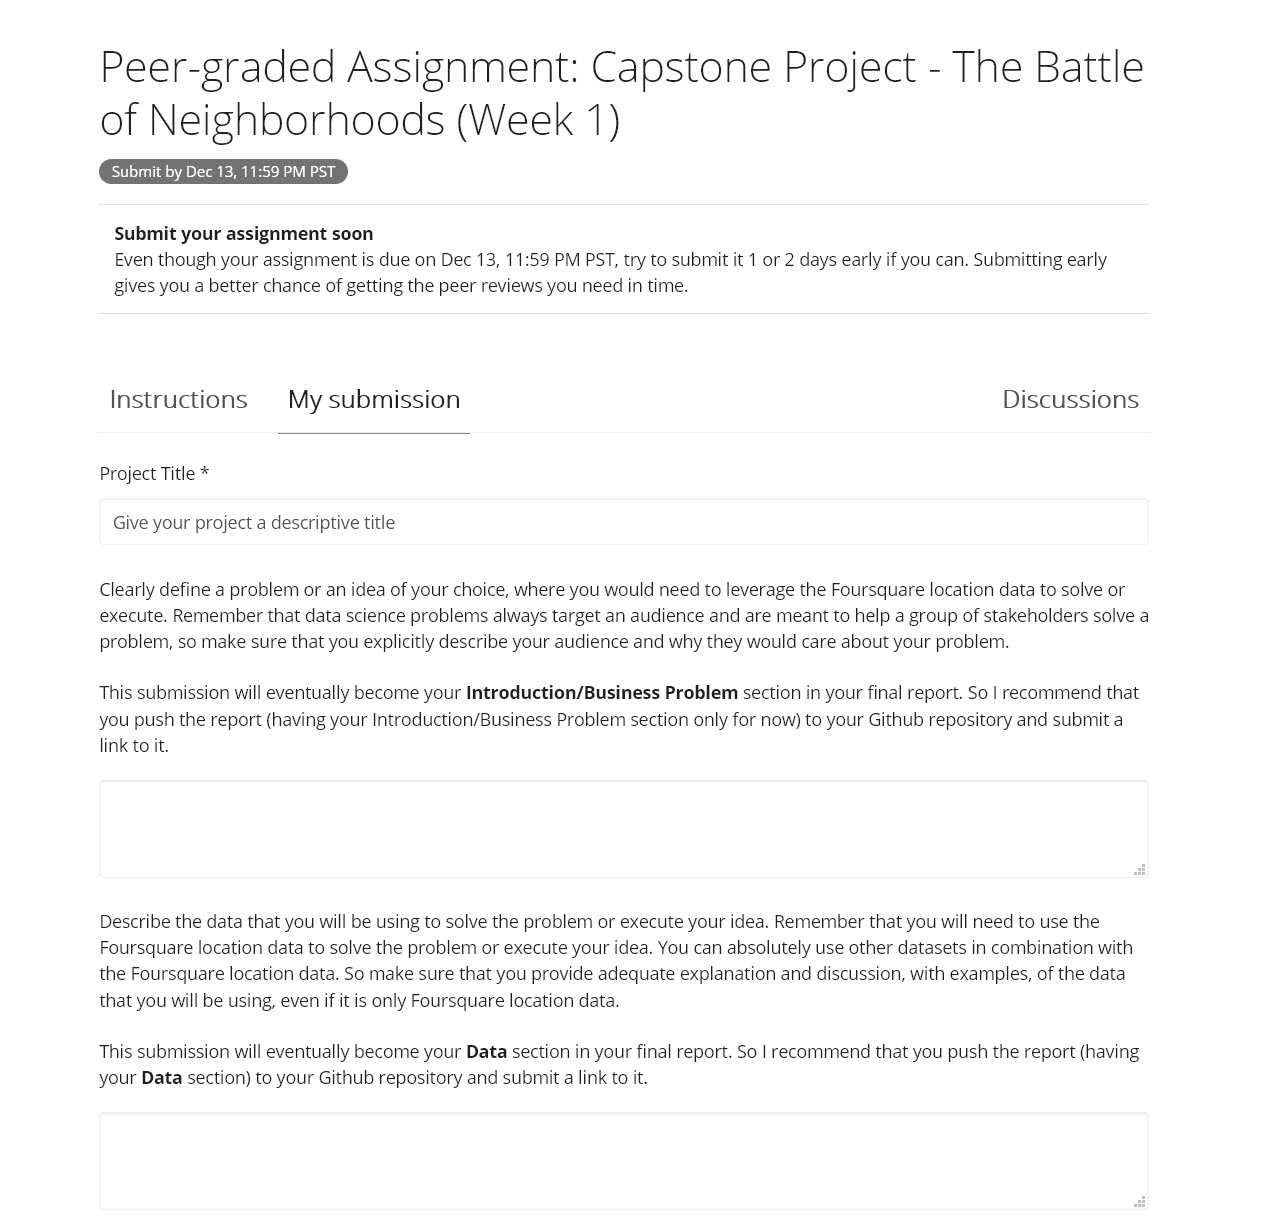 Peer-graded Assignment: Capstone Project - The Battle
of Neighborhoods (Week 1)
Submit by Dec 13, 11:59 PM PST
Submit your assignment soon
Even though your assignment is due on Dec 13, 11:59 PM PST, try to submit it 1 or 2 days early if you can. Submitting early
gives you a better chance of getting the peer reviews you need in time.
Instructions My submission Discussions
Project Title *
Give your project a descriptive title
Clearly define a problem or an idea of your choice, where you would need to leverage the Foursquare location data to solve or
execute. Remember that data science problems always target an audience and are meant to help a group of stakeholders solve a
problem, so make sure that you explicitly describe your audience and why they would care about your problem.
This submission will eventually become your Introduction/Business Problem section in your final report. So I recommend that
you push the report (having your Introduction/Business Problem section only for now) to your Github repository and submit a
link to it.
Describe the data that you will be using to solve the problem or execute your idea. Remember that you will need to use the
Foursquare location data to solve the problem or execute your idea. You can absolutely use other datasets in combination with
the Foursquare location data. So make sure that you provide adequate explanation and discussion, with examples, of the data
that you will be using, even if it is only Foursquare location data.
This submission will eventually become your Data section in your final report. So I recommend that you push the report (having
your Data section) to your Github repository and submit a link to it.